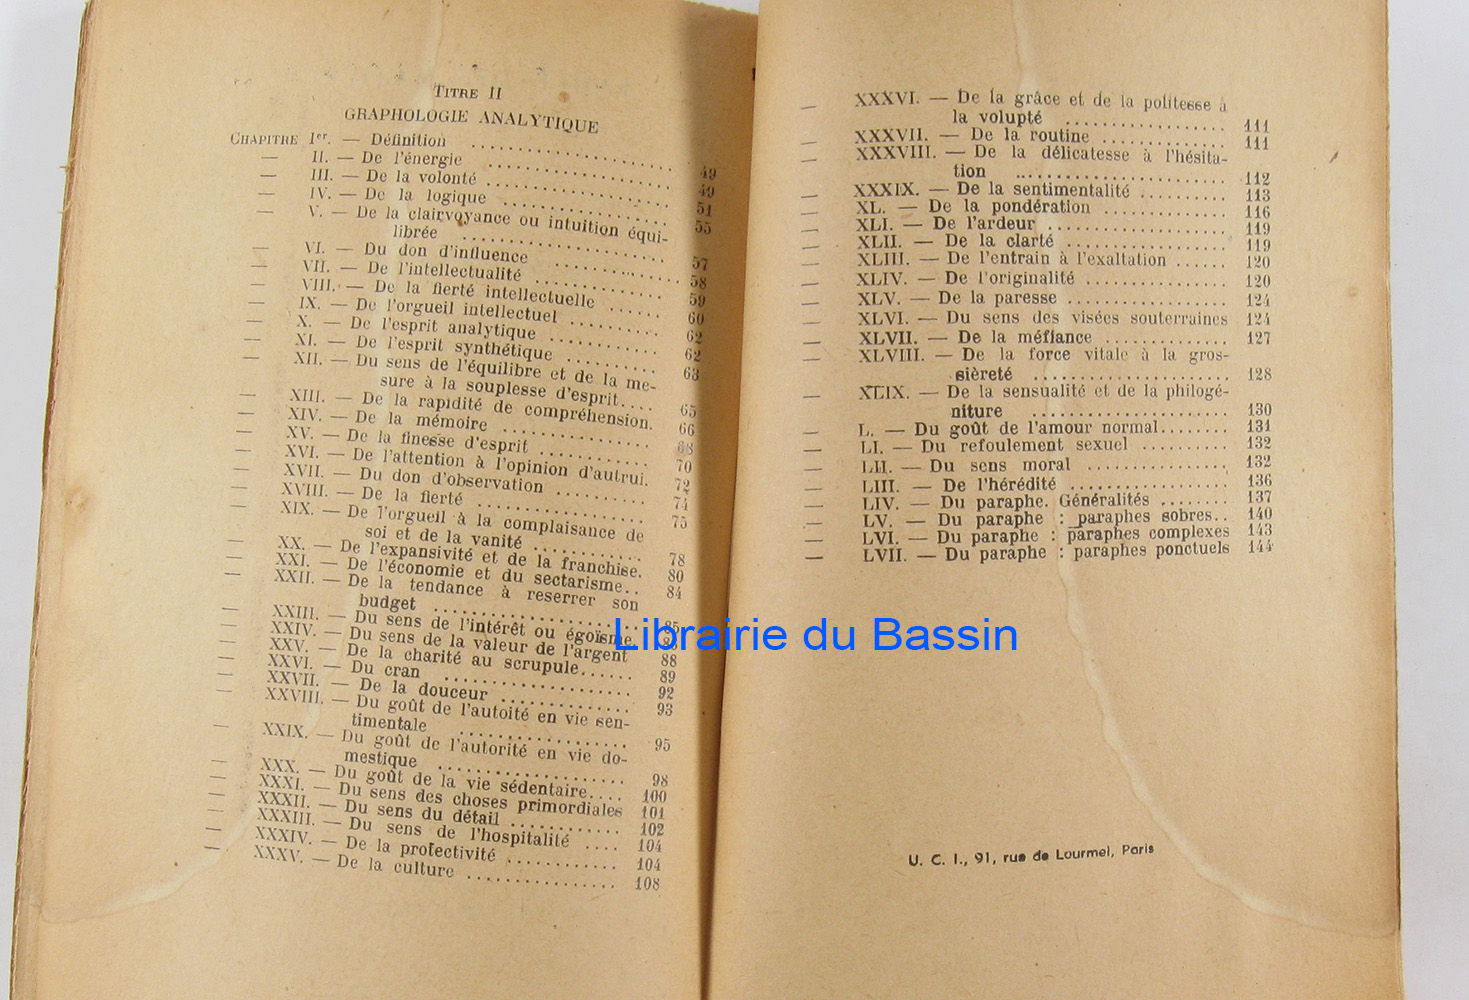 TITRE II
GRAPHOLOGIE ANALYTIQUE
CHAPITRE Ier. — Définition .................... 49
— II. — De l'énergie .................... 49
— III. — De la volonté .................... 51
— IV. — De la logique .................... 55
— V. — De la clairvoyance ou intuition équi-
librée .................... 57
— VI. — Du don d'influence .................... 58
— VII. — De l'intellectualité .................... 59
— VIII. — De la fierté intellectuelle ...... 60
— IX. — De l'orgueil intellectuel ......... 62
— X. — De l'esprit analytique ............ 62
— XI. — De l'esprit synthétique .......... 63
— XII. — Du sens de l'équilibre et de la me-
sure à la souplesse d'esprit.... 65
— XIII. — De la rapidité de compréhension. 66
— XIV. — De la mémoire ................ 68
— XV. — De la finesse d'esprit ............ 70
— XVI. — De l'attention à l'opinion d'autrui. 72
— XVII. — Du don d'observation .......... 74
— XVIII. — De la fierté .................... 75
— XIX. — De l'orgueil à la complaisance de
soi et de la vanité ............ 78
— XX. — De l'expansivité et de la franchise. 80
— XXI. — De l'économie et du sectarisme.. 84
— XXII. — De la tendance à reserrer son
budget .................... 85
— XXIII. — Du sens de l'intérêt ou égoïsme.
— XXIV. — Du sens de la valeur de l'argent 88
— XXV. — De la charité au scrupule...... 89
— XXVI. — Du cran .................... 92
— XXVII. — De la douceur ................ 93
— XXVIII. — Du goût de l'autoité en vie sen-
timentale .................... 95
— XXIX. — Du goût de l'autorité en vie do-
mestique .................... 98
— XXX. — Du goût de la vie sédentaire.... 100
— XXXI. — Du sens des choses primordiales 101
— XXXII. — Du sens du détail ............ 102
— XXXIII. — Du sens de l'hospitalité .... 104
— XXXIV. — De la protectivité ............ 104
— XXXV. — De la culture ................ 108
— XXXVI. — De la grâce et de la politesse à
la volupté .................... 111
— XXXVII. — De la routine ................ 111
— XXXVIII. — De la délicatesse à l'hésita-
tion .................... 112
— XXXIX. — De la sentimentalité .......... 113
— XL. — De la pondération ............ 116
— XLI. — De l'ardeur .................... 119
— XLII. — De la clarté .................... 119
— XLIII. — De l'entrain à l'exaltation ...... 120
— XLIV. — De l'originalité ................ 120
— XLV. — De la paresse ................ 124
— XLVI. — Du sens des visées souterraines 124
— XLVII. — De la méfiance .............. 127
— XLVIII. — De la force vitale à la gros-
sièreté .................... 128
— XLIX. — De la sensualité et de la philogé-
niture .................... 130
— L. — Du goût de l'amour normal........ 131
— LI. — Du refoulement sexuel .......... 132
— LII. — Du sens moral ................ 132
— LIII. — De l'hérédité .................... 136
— LIV. — Du paraphe. Généralités ........ 137
— LV. — Du paraphe : paraphes sobres.. 140
— LVI. — Du paraphe : paraphes complexes 143
— LVII. — Du paraphe : paraphes ponctuels 144
U. C. I., 91, rue de Lourmel, Paris
Librairie du Bassin